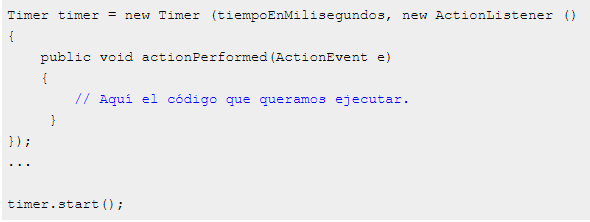 Timer timer = new Timer (tiempoEnMilisegundos, new ActionListener ()
{
    public void actionPerformed(ActionEvent e)
    {
        // Aquí el código que queramos ejecutar.
     }
});
...
timer.start();